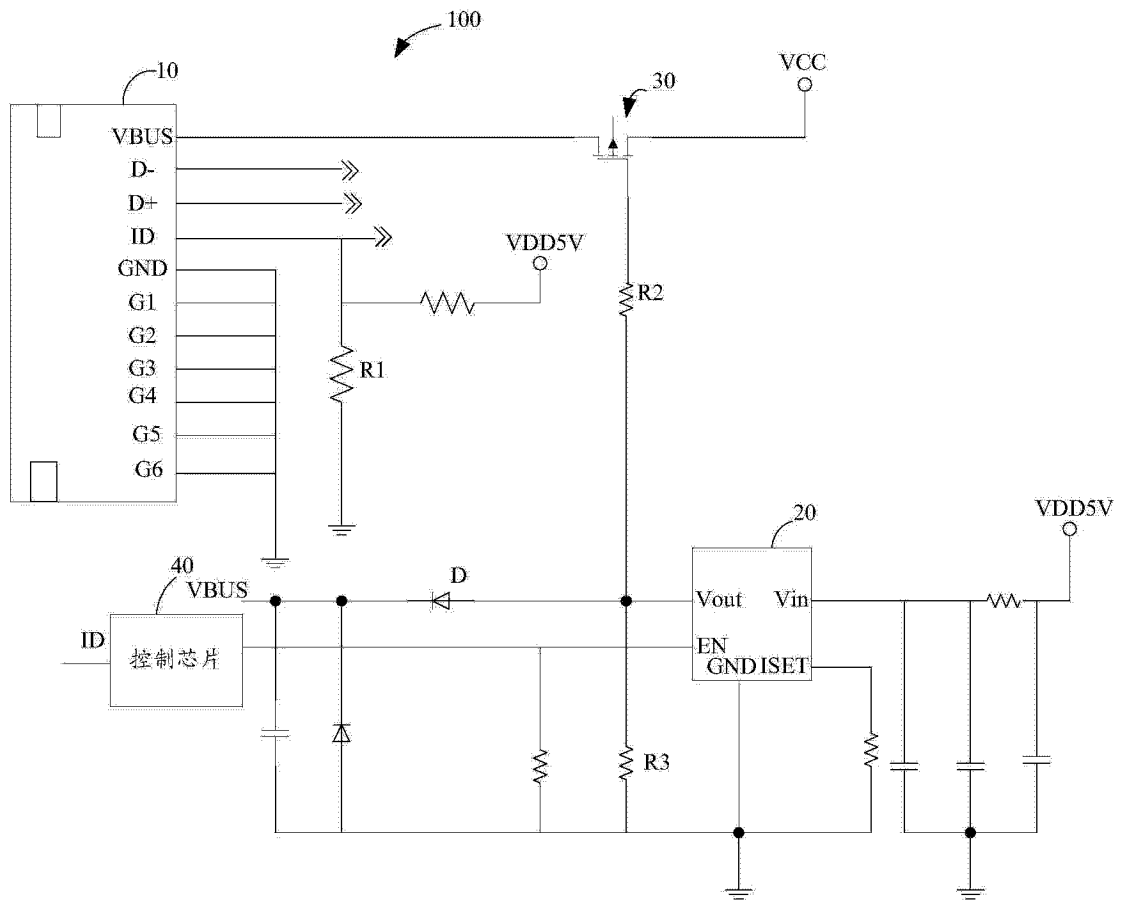 100
10
30
VCC
VBUS
D-
D+
ID
VDD5V
GND
G1
R2
G2
G3
R1
G4
G5
G6
20
VDD5V
40
VBUS
D
Vout Vin
ID
控制芯片
EN
GND ISET
R3